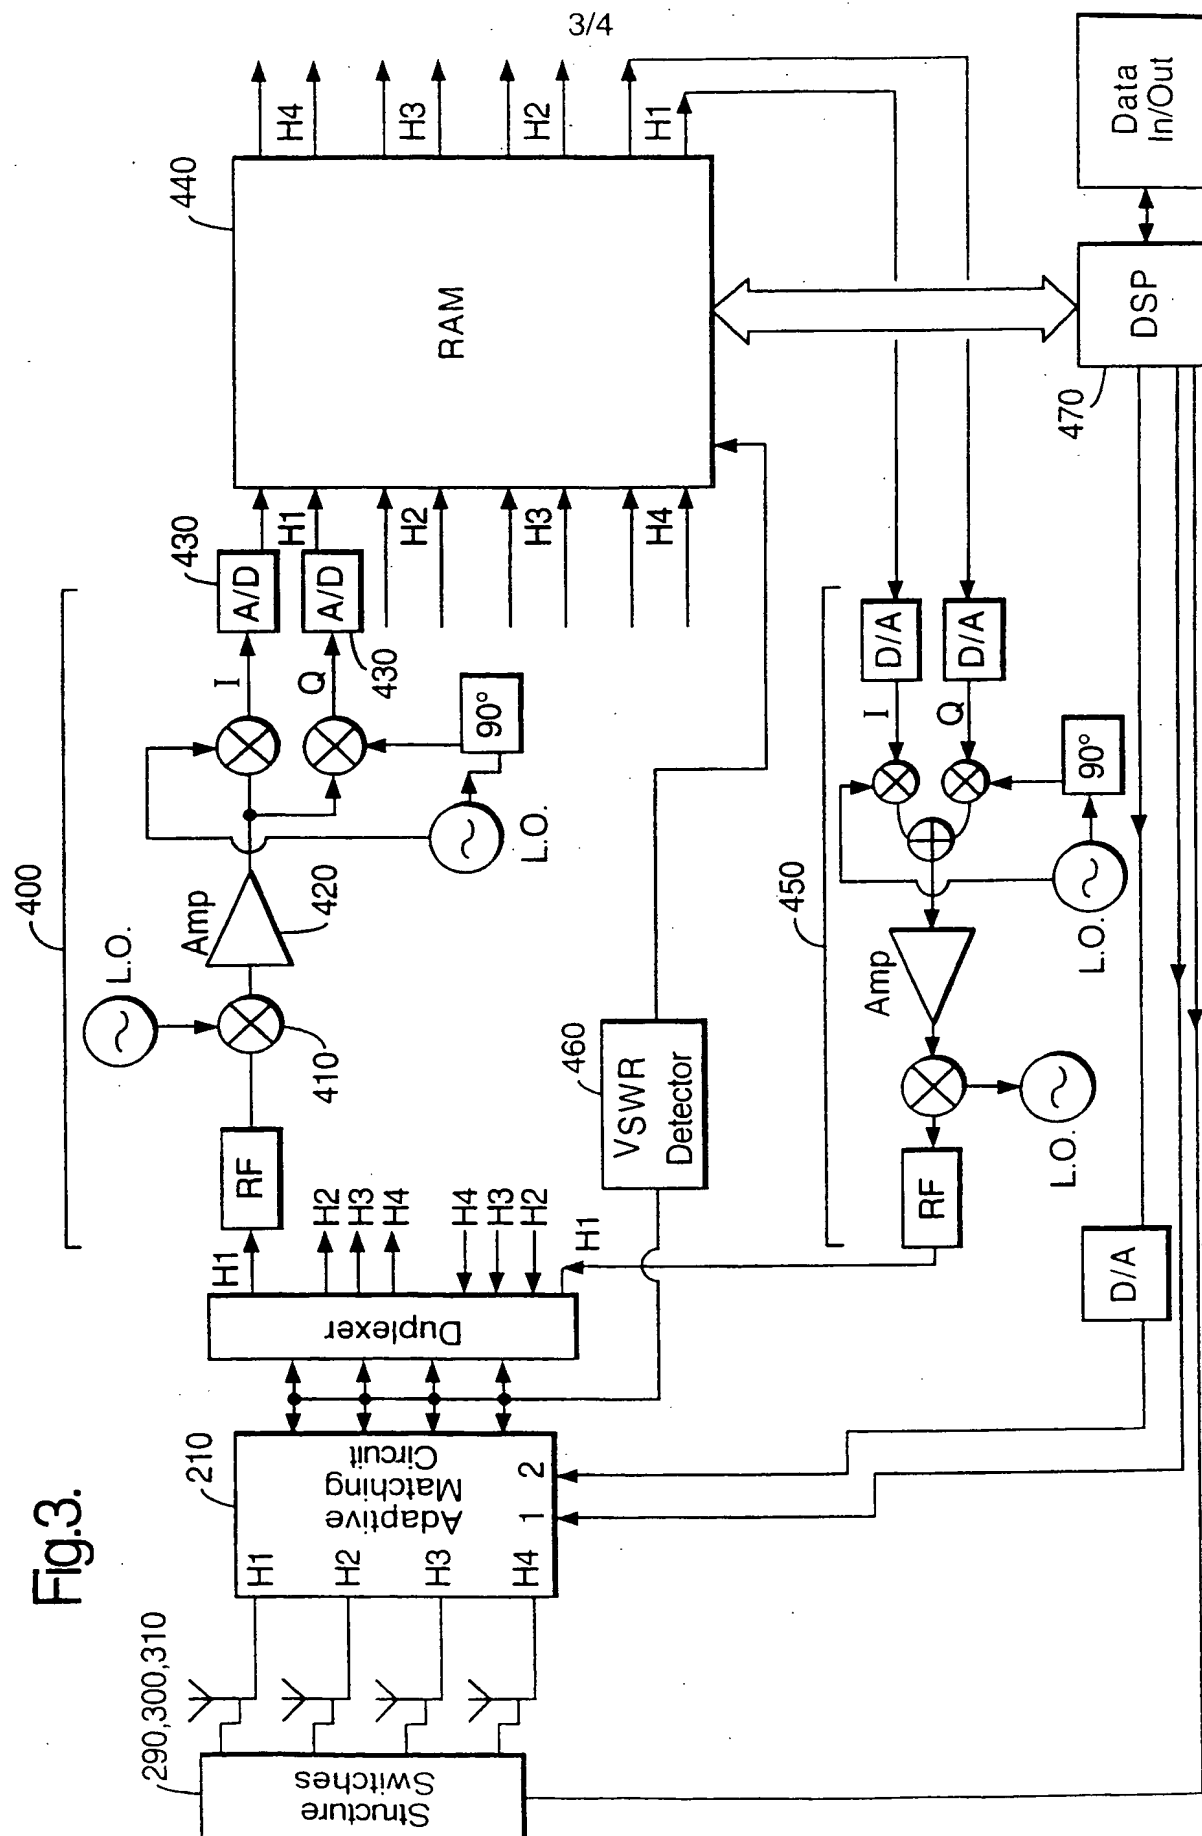 3/4
Fig.3.
290,300,310
Structure
Switches
H1
H2
H3
H4
210
Adaptive
Matching
Circuit
1
2
Duplexer
H1
H2
H3
H4
H4
H3
H2
H1
400
RF
L.O.
410
Amp
420
L.O.
90°
I
Q
A/D
430
A/D
430
H1
H2
H3
H4
440
RAM
H4
H3
H2
H1
460
VSWR
Detector
450
RF
L.O.
Amp
L.O.
90°
I
Q
D/A
D/A
D/A
470
DSP
Data
In/Out